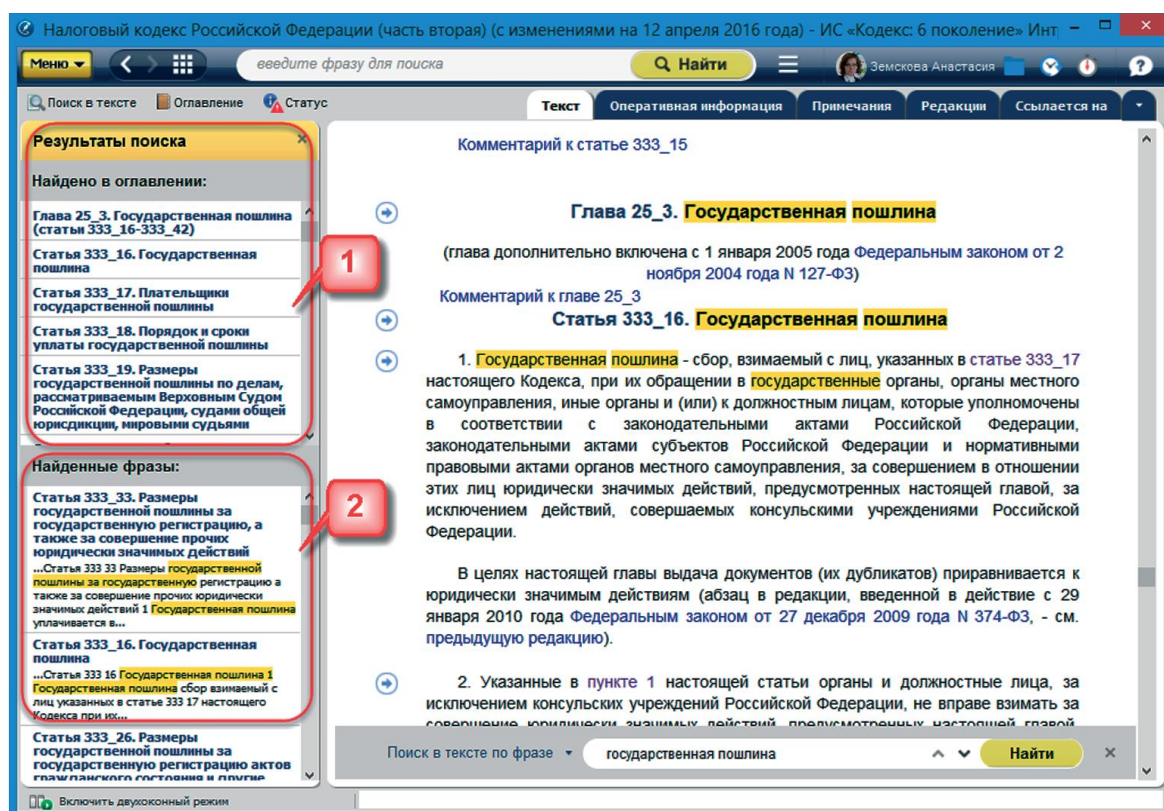 Налоговый кодекс Российской Федерации (часть вторая) (с изменениями на 12 апреля 2016 года) - ИС «Кодекс: 6 поколение» Инт
Меню
введите фразу для поиска
Найти
Земскова Анастасия
Поиск в тексте Оглавление Статус
Текст Оперативная информация Примечания Редакции Ссылается на
Результаты поиска
Найдено в оглавлении:
Глава 25_3. Государственная пошлина
(статьи 333_16-333_42)
Статья 333_16. Государственная
пошлина
Статья 333_17. Плательщики
государственной пошлины
Статья 333_18. Порядок и сроки
уплаты государственной пошлины
Статья 333_19. Размеры
государственной пошлины по делам,
рассматриваемым Верховным Судом
Российской Федерации, судами общей
юрисдикции, мировыми судьями
1
Найденные фразы:
Статья 333_33. Размеры
государственной пошлины за
государственную регистрацию, а
также за совершение прочих
юридически значимых действий
...Статья 333 33 Размеры государственной
пошлины за государственную регистрацию а
также за совершение прочих юридически
значимых действий 1 Государственная пошлина
уплачивается в...
2
Статья 333_16. Государственная
пошлина
...Статья 333 16 Государственная пошлина 1
Государственная пошлина сбор взимаемый с
лиц указанных в статье 333 17 настоящего
Кодекса при их...
Статья 333_26. Размеры
государственной пошлины за
государственную регистрацию актов
гражданского состояния и другие
Комментарий к статье 333_15
Глава 25_3. Государственная пошлина
(глава дополнительно включена с 1 января 2005 года Федеральным законом от 2
ноября 2004 года N 127-ФЗ)
Комментарий к главе 25_3
Статья 333_16. Государственная пошлина
1. Государственная пошлина - сбор, взимаемый с лиц, указанных в статье 333_17
настоящего Кодекса, при их обращении в государственные органы, органы местного
самоуправления, иные органы и (или) к должностным лицам, которые уполномочены
в соответствии с законодательными актами Российской Федерации,
законодательными актами субъектов Российской Федерации и нормативными
правовыми актами органов местного самоуправления, за совершением в отношении
этих лиц юридически значимых действий, предусмотренных настоящей главой, за
исключением действий, совершаемых консульскими учреждениями Российской
Федерации.
В целях настоящей главы выдача документов (их дубликатов) приравнивается к
юридически значимым действиям (абзац в редакции, введенной в действие с 29
января 2010 года Федеральным законом от 27 декабря 2009 года N 374-ФЗ, - см.
предыдущую редакцию).
2. Указанные в пункте 1 настоящей статьи органы и должностные лица, за
исключением консульских учреждений Российской Федерации, не вправе взимать за
совершение юридически значимых действий, предусмотренных настоящей главой,
Поиск в тексте по фразе
государственная пошлина
Найти
Включить двухоконный режим